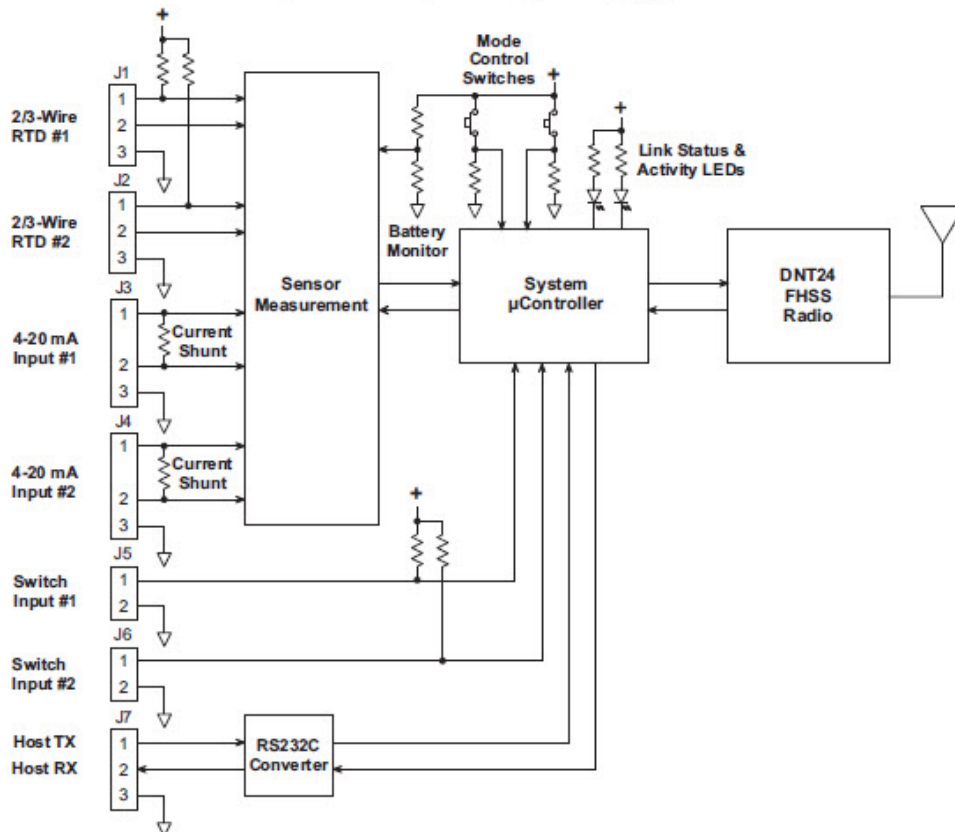 +
J1
1
2
3
2/3-Wire
RTD #1
J2
1
2
3
2/3-Wire
RTD #2
J3
1
2
3
4-20 mA
Input #1
Current
Shunt
J4
1
2
3
4-20 mA
Input #2
Current
Shunt
J5
1
2
Switch
Input #1
J6
1
2
Switch
Input #2
J7
1
2
3
Host TX
Host RX
Sensor
Measurement
Mode
Control
Switches
+
+
Link Status &
Activity LEDs
Battery
Monitor
System
µController
DNT24
FHSS
Radio
+
RS232C
Converter